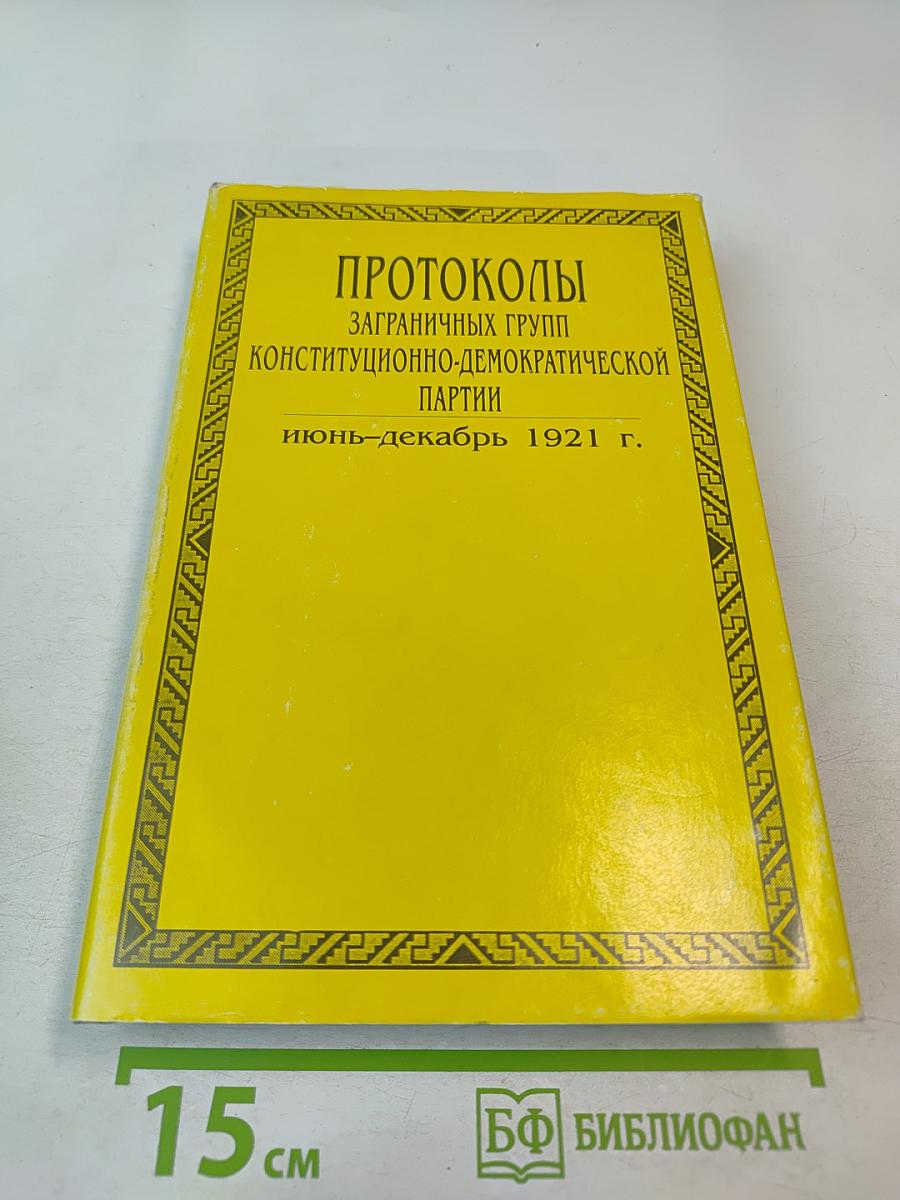 ПРОТОКОЛЫ
ЗАГРАНИЧНЫХ ГРУПП
КОНСТИТУЦИОННО-ДЕМОКРАТИЧЕСКОЙ
ПАРТИИ
июнь–декабрь 1921 г.
15 см
БФ БИБЛИОФАН